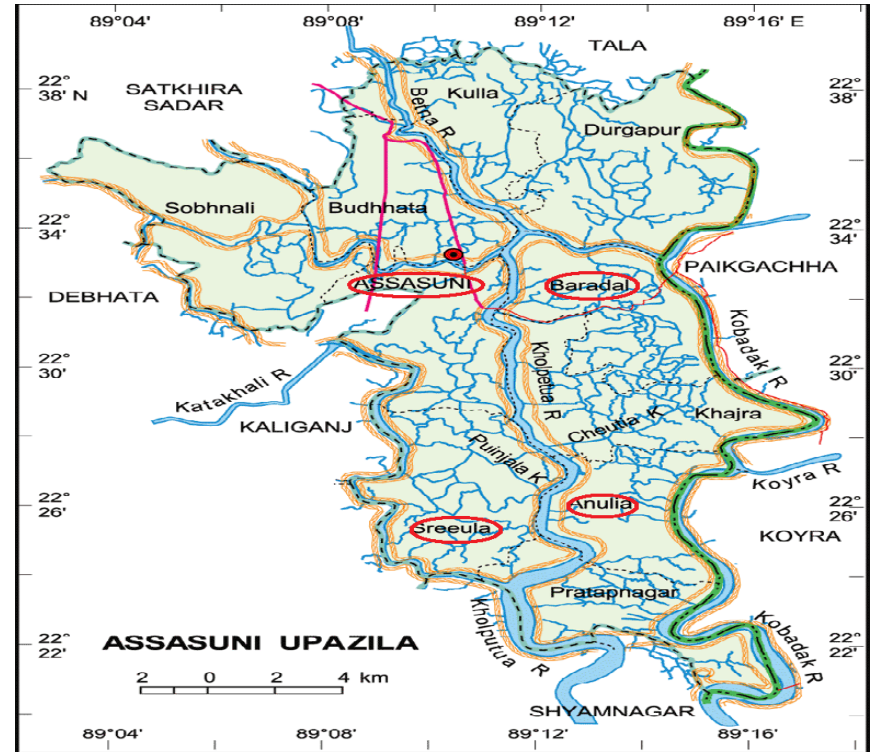 89°04' 89°08' 89°12' 89°16' E
TALA
22°
38' N
SATKHIRA
SADAR
Betna R
Kulla
Durgapur
22°
38'
Sobhnali
Budhhata
22°
34'
22°
34'
PAIKGACHHA
DEBHATA
ASSASUNI
Baradal
22°
30'
Kholpetua R
Kobadak R
22°
30'
Katakhali R
KALIGANJ
Cheutia K
Khajra
Puinjala K
Koyra R
22°
26'
Sreeula
Anulia
22°
26'
KOYRA
Pratapnagar
Kholputua R
Kobadak R
22°
22'
22°
22'
ASSASUNI UPAZILA
2 0 2 4 km
SHYAMNAGAR
89°04' 89°08' 89°12' 89°16'